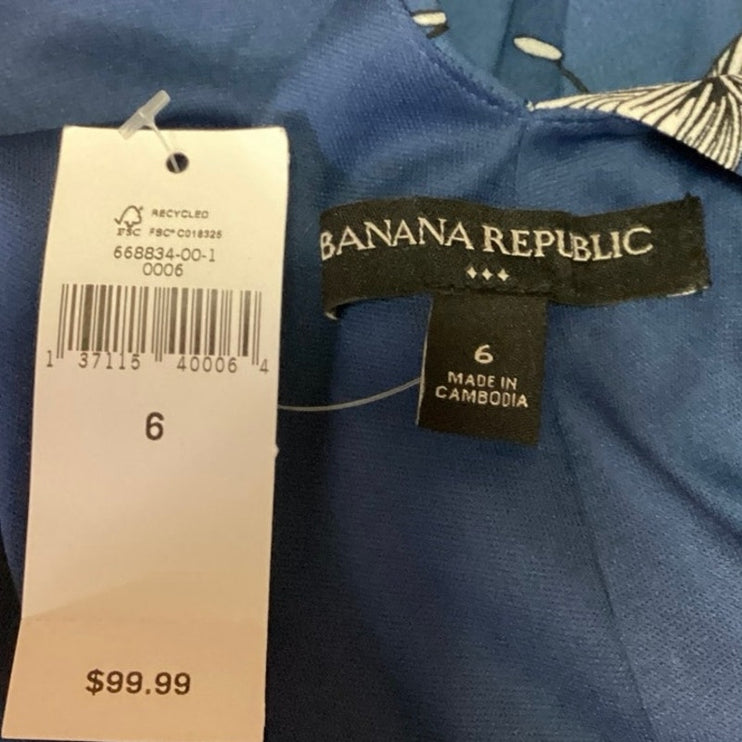 RECYCLED
FSC FSC® C018325
668834-00-1
0006
1 37115 40006 4
6
$99.99
BANANA REPUBLIC
6
MADE IN
CAMBODIA